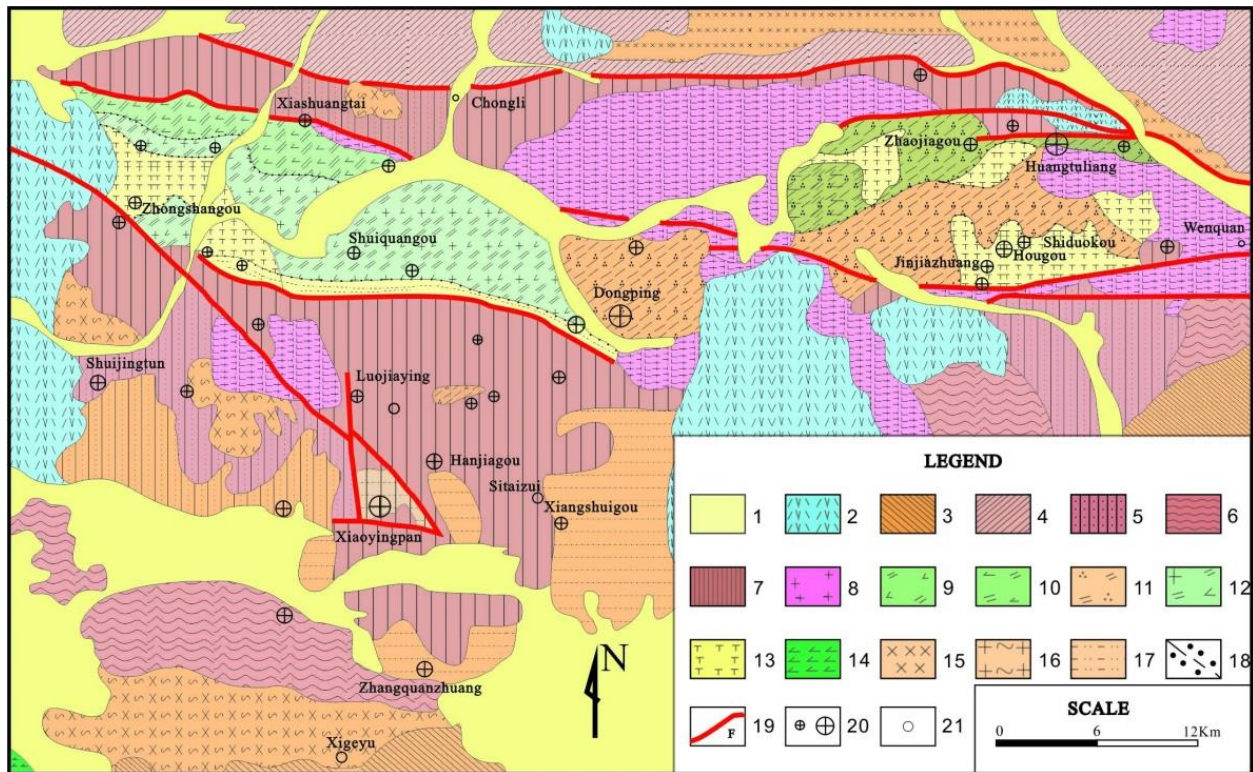 Xiashuangtai
Chongli
Zhaojiagou
Huangtuliang
Zhongshangou
Shuiquangou
Wenquan
Shiduokou
Hougou
Jinjiazhuang
Dongping
Shuijingtun
Luojiaying
Hanjiagou
Sitaizui
Xiangshuigou
Xiaoyingpan
Zhangquanzhuang
Xigeyu
N
LEGEND
1 2 3 4 5 6
7 8 9 10 11 12
13 14 15 16 17 18
F 19 20 21
SCALE
0 6 12Km